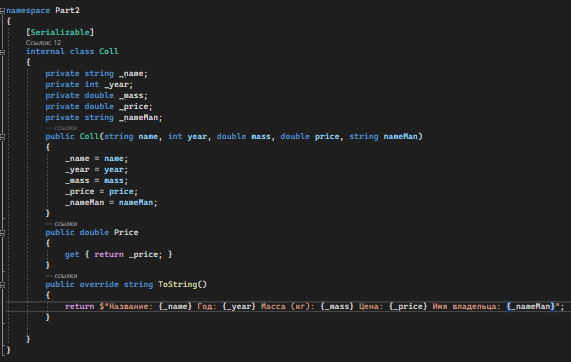 namespace Part2
{
[Serializable]
Ссылок: 12
internal class Coll
{
private string _name;
private int _year;
private double _mass;
private double _price;
private string _nameMan;
— ссылки
public Coll(string name, int year, double mass, double price, string nameMan)
{
_name = name;
_year = year;
_mass = mass;
_price = price;
_nameMan = nameMan;
}
— ссылки
public double Price
{
get { return _price; }
}
— ссылки
public override string ToString()
{
return $"Название: {_name} Год: {_year} Масса (кг): {_mass} Цена: {_price} Имя владельца: {_nameMan}";
}
}
}